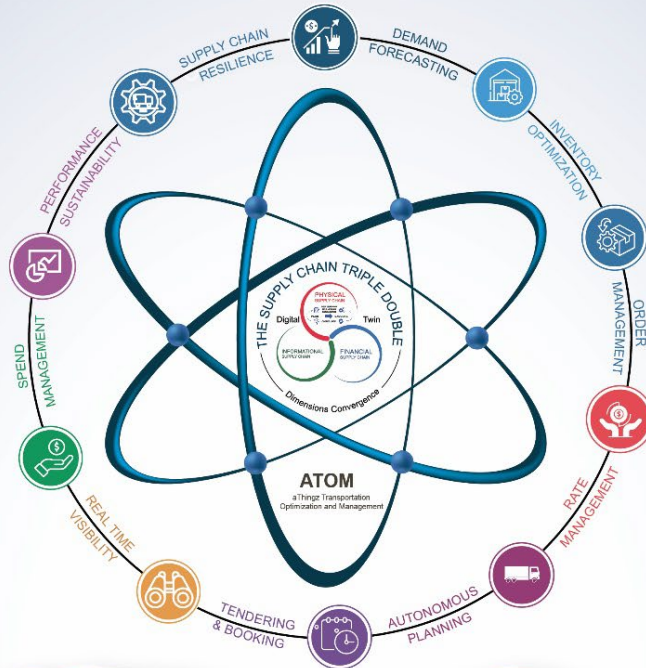 SUPPLY CHAIN
RESILIENCE
DEMAND
FORECASTING
INVENTORY
OPTIMIZATION
ORDER
MANAGEMENT
RATE
MANAGEMENT
AUTONOMOUS
PLANNING
TENDERING
& BOOKING
REAL TIME
VISIBILITY
SPEND
MANAGEMENT
PERFORMANCE
SUSTAINABILITY
THE SUPPLY CHAIN TRIPLE DOUBLE
PHYSICAL
SUPPLY CHAIN
Digital Twin
INFORMATIONAL
SUPPLY CHAIN
FINANCIAL
SUPPLY CHAIN
Dimensions Convergence
ATOM
aThingz Transportation
Optimization and Management